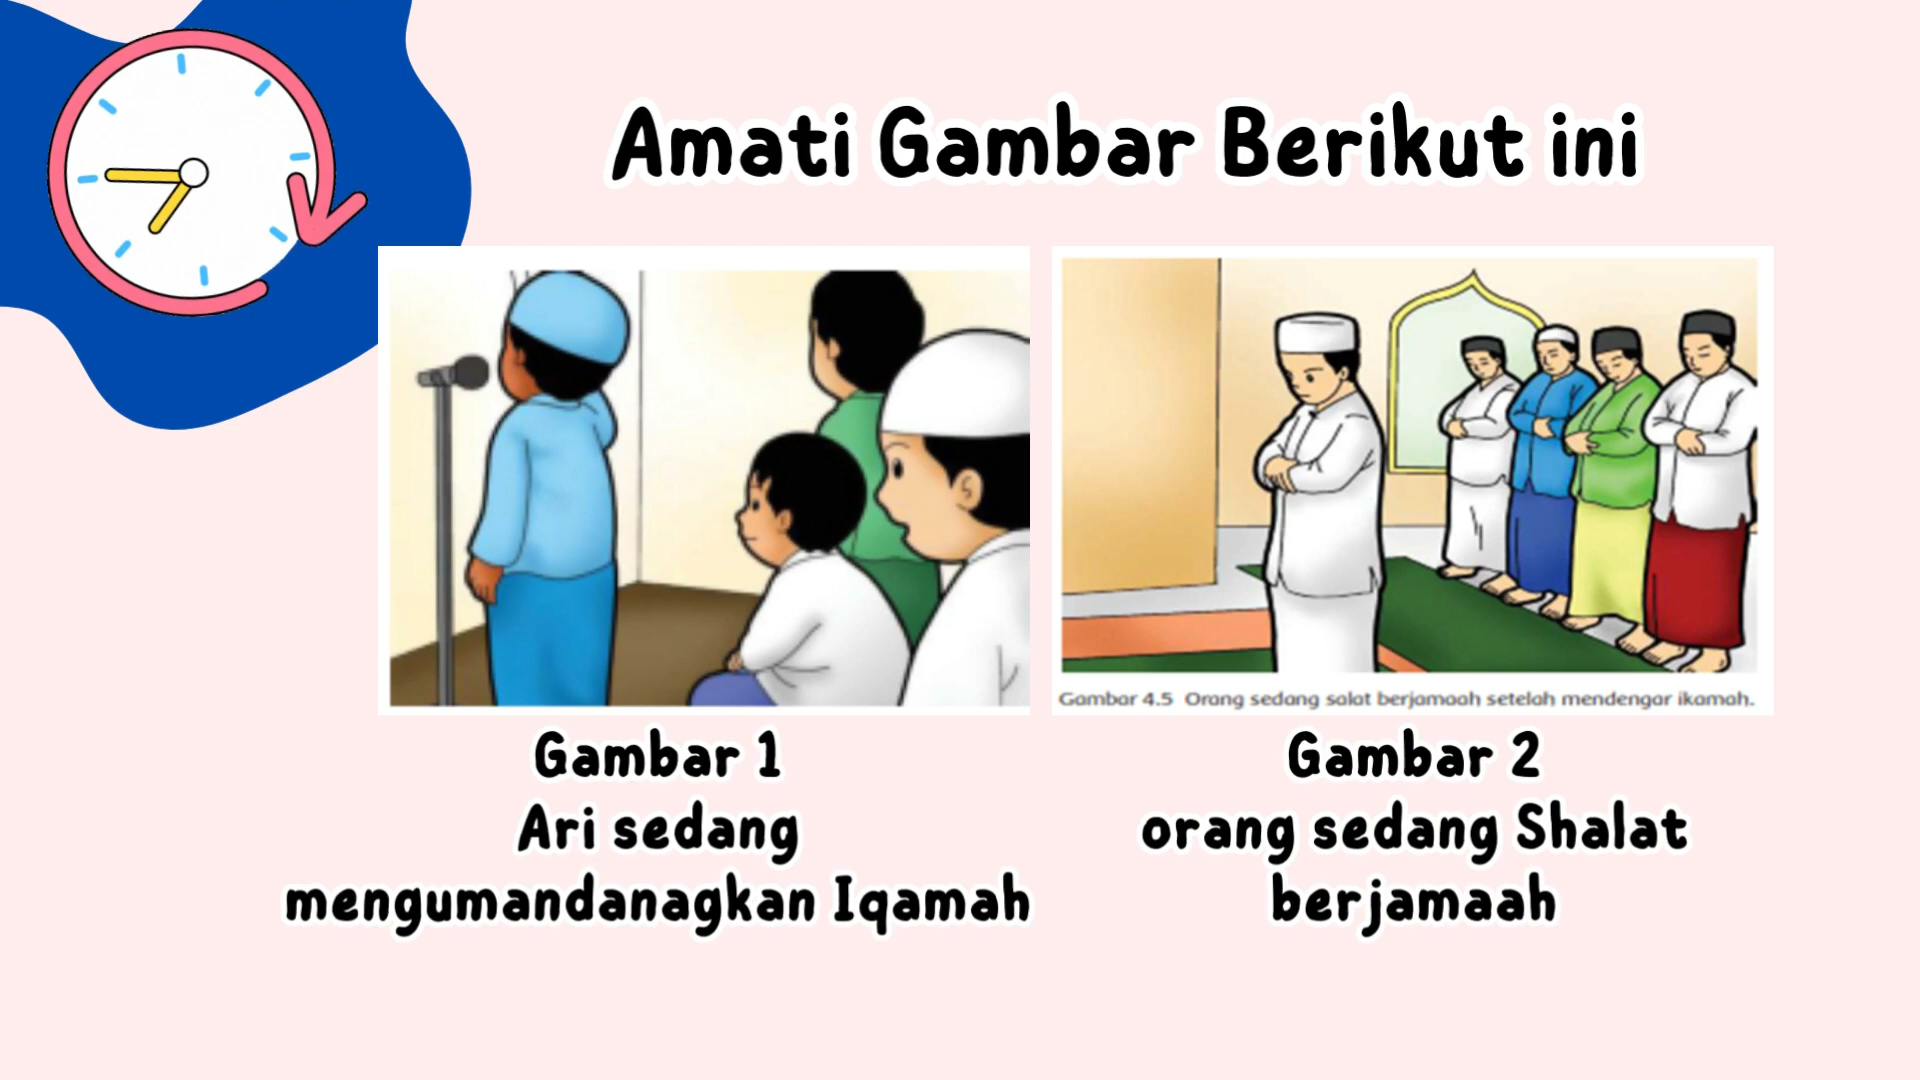 Amati Gambar Berikut ini
Gambar 4.5 Orang sedang salat berjamaah setelah mendengar ikamah.
Gambar 1
Ari sedang
mengumandanagkan Iqamah
Gambar 2
orang sedang Shalat
berjamaah